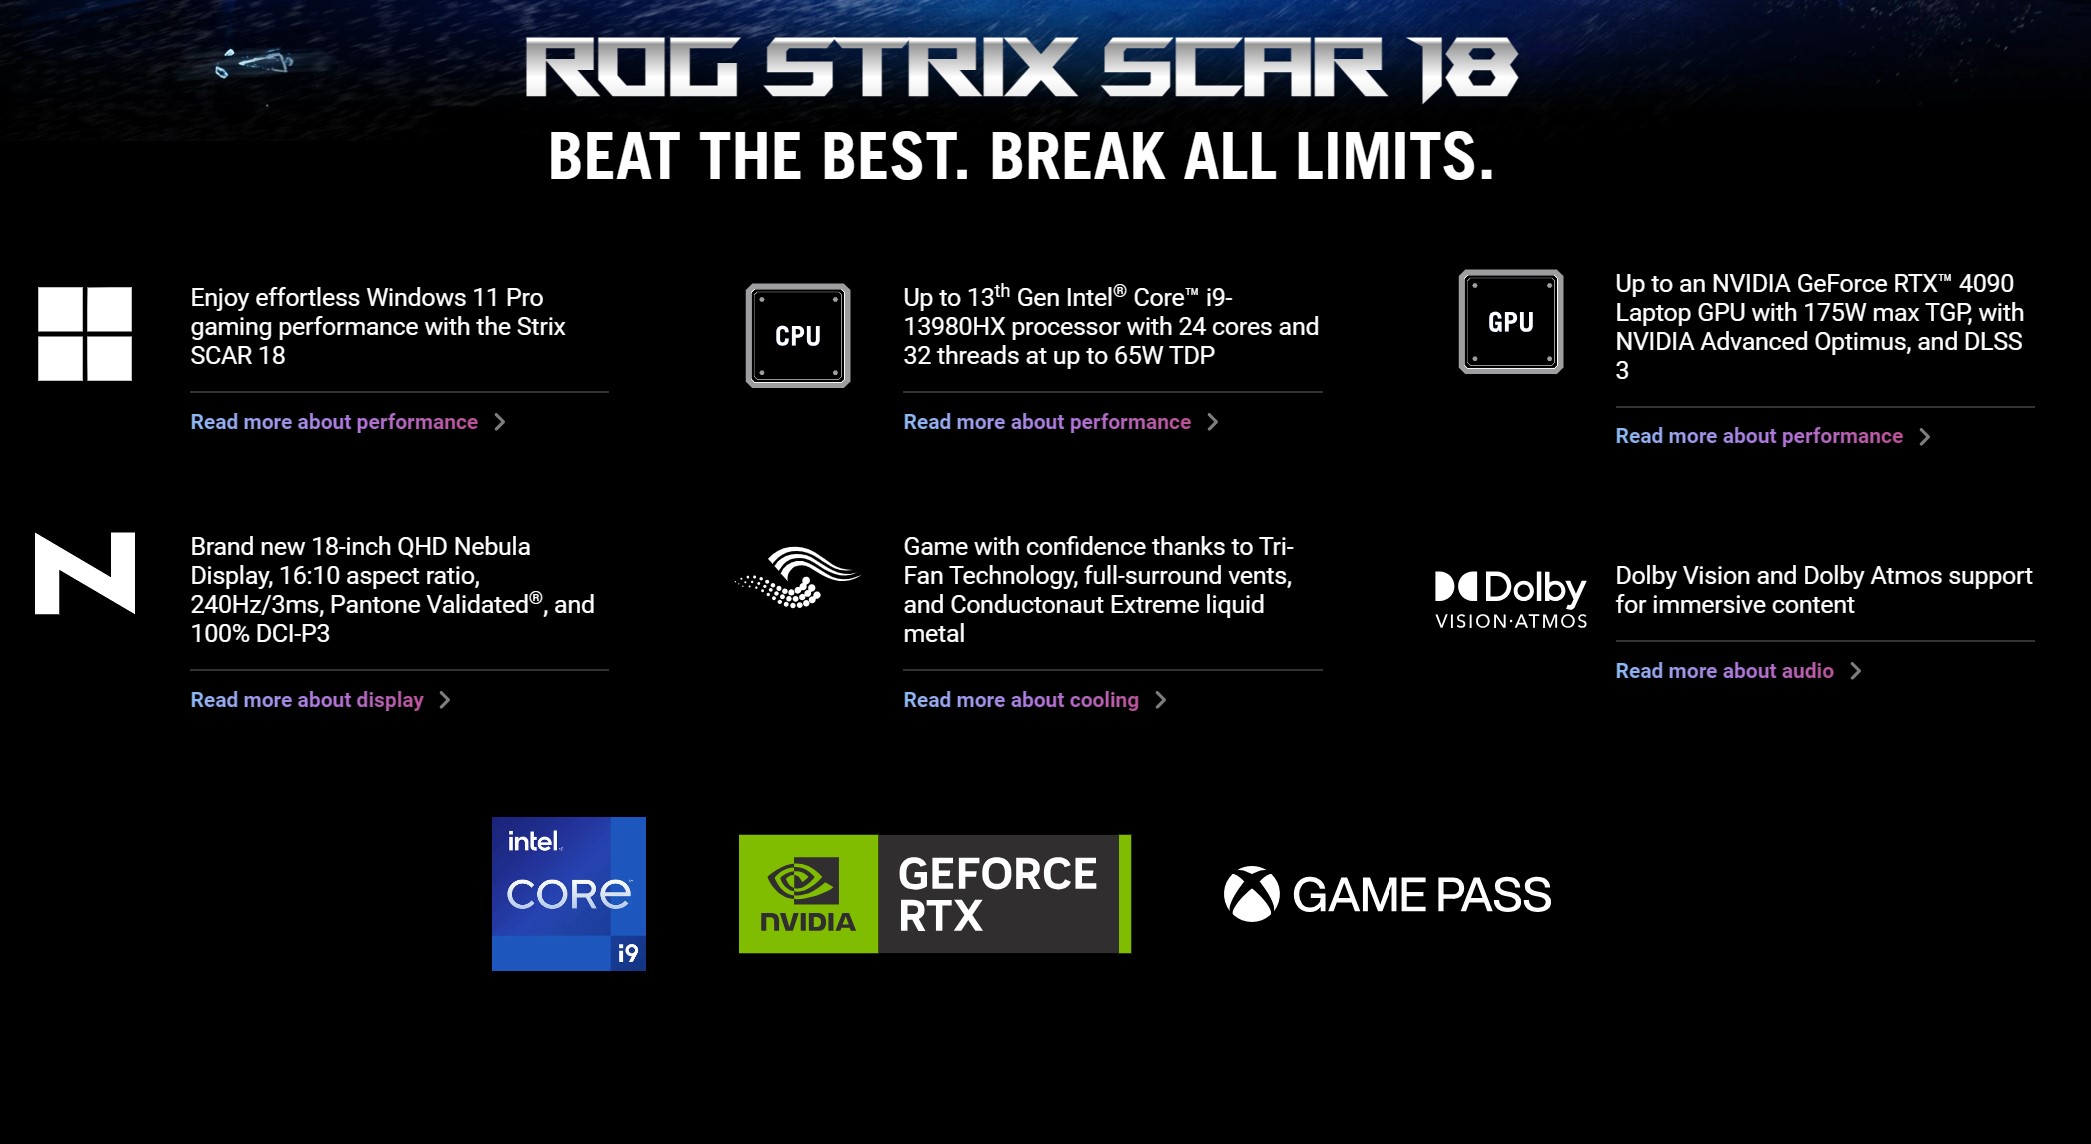 ROG STRIX SCAR 18
BEAT THE BEST. BREAK ALL LIMITS.
Enjoy effortless Windows 11 Pro
gaming performance with the Strix
SCAR 18
Read more about performance
CPU
Up to 13th Gen Intel® Core™ i9-
13980HX processor with 24 cores and
32 threads at up to 65W TDP
Read more about performance
GPU
Up to an NVIDIA GeForce RTX™ 4090
Laptop GPU with 175W max TGP, with
NVIDIA Advanced Optimus, and DLSS
3
Read more about performance
Brand new 18-inch QHD Nebula
Display, 16:10 aspect ratio,
240Hz/3ms, Pantone Validated®, and
100% DCI-P3
Read more about display
Game with confidence thanks to Tri-
Fan Technology, full-surround vents,
and Conductonaut Extreme liquid
metal
Read more about cooling
Dolby
VISION·ATMOS
Dolby Vision and Dolby Atmos support
for immersive content
Read more about audio
intel.
CORe
i9
NVIDIA
GEFORCE
RTX
GAME PASS